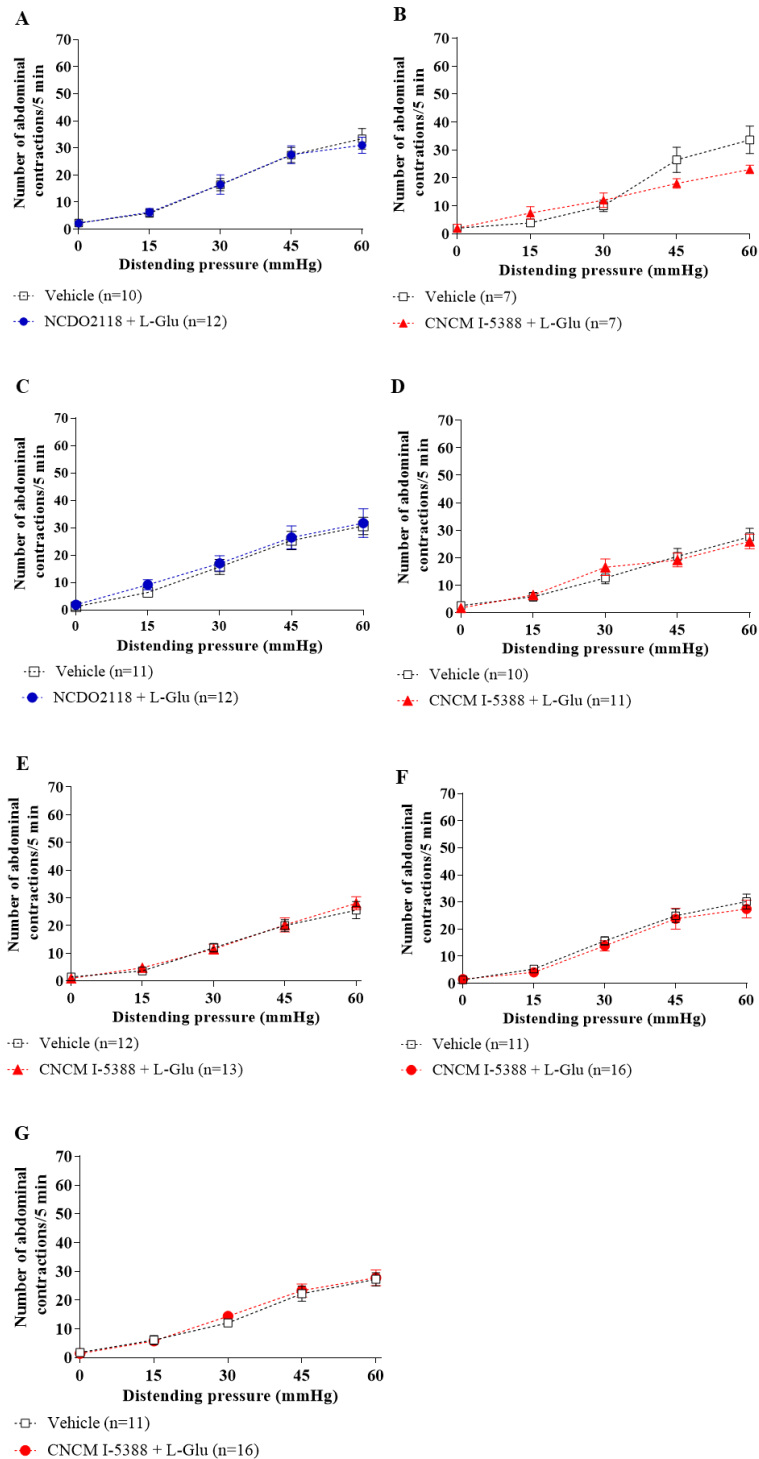 A
Number of abdominal
contractions/5 min
70
60
50
40
30
20
10
0
0 15 30 45 60
Distending pressure (mmHg)
Vehicle (n=10)
NCDO2118 + L-Glu (n=12)
B
Number of abdominal
contractions/5 min
70
60
50
40
30
20
10
0
0 15 30 45 60
Distending pressure (mmHg)
Vehicle (n=7)
CNCM I-5388 + L-Glu (n=7)
C
Number of abdominal
contractions/5 min
70
60
50
40
30
20
10
0
0 15 30 45 60
Distending pressure (mmHg)
Vehicle (n=11)
NCDO2118 + L-Glu (n=12)
D
Number of abdominal
contractions/5 min
70
60
50
40
30
20
10
0
0 15 30 45 60
Distending pressure (mmHg)
Vehicle (n=10)
CNCM I-5388 + L-Glu (n=11)
E
Number of abdominal
contractions/5 min
70
60
50
40
30
20
10
0
0 15 30 45 60
Distending pressure (mmHg)
Vehicle (n=12)
CNCM I-5388 + L-Glu (n=13)
F
Number of abdominal
contractions/5 min
70
60
50
40
30
20
10
0
0 15 30 45 60
Distending pressure (mmHg)
Vehicle (n=11)
CNCM I-5388 + L-Glu (n=16)
G
Number of abdominal
contractions/5 min
70
60
50
40
30
20
10
0
0 15 30 45 60
Distending pressure (mmHg)
Vehicle (n=11)
CNCM I-5388 + L-Glu (n=16)